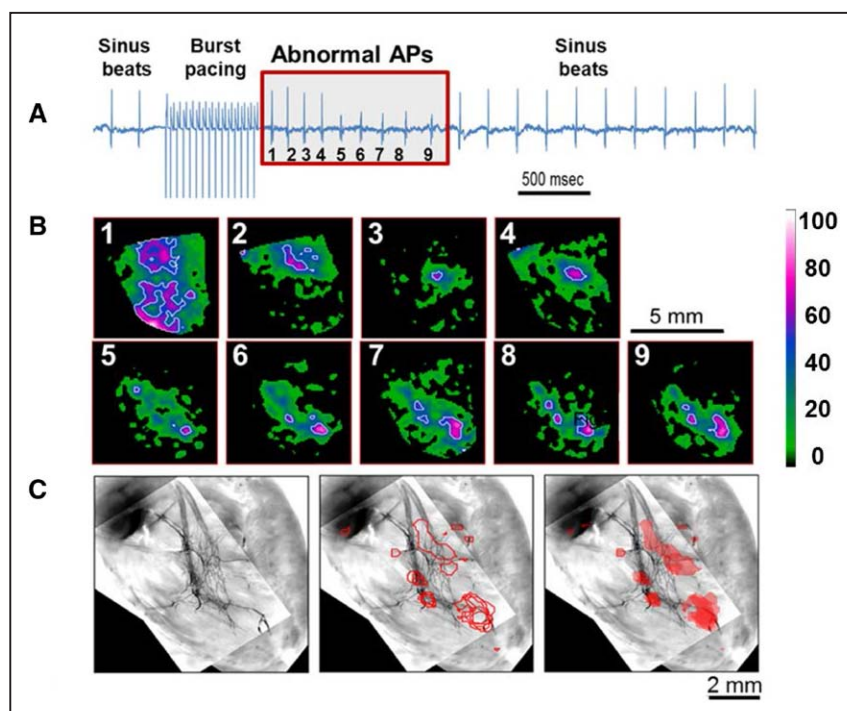 Sinus
beats
Burst
pacing
Abnormal APs
Sinus
beats
A
1 2 3 4 5 6 7 8 9
500 msec
B
1 2 3 4
5 mm
5 6 7 8 9
100
80
60
40
20
0
C
2 mm